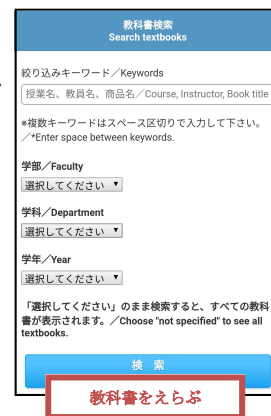 教科書検索
Search textbooks
絞り込みキーワード／Keywords
授業名、教員名、商品名／Course, Instructor, Book title
*複数キーワードはスペース区切りで入力して下さい。
／*Enter space between keywords.
学部／Faculty
選択してください ▼
学科／Department
選択してください ▼
学年／Year
選択してください ▼
「選択してください」のまま検索すると、すべての教科
書が表示されます。／Choose "not specified" to see all
textbooks.
検 索
教科書をえらぶ